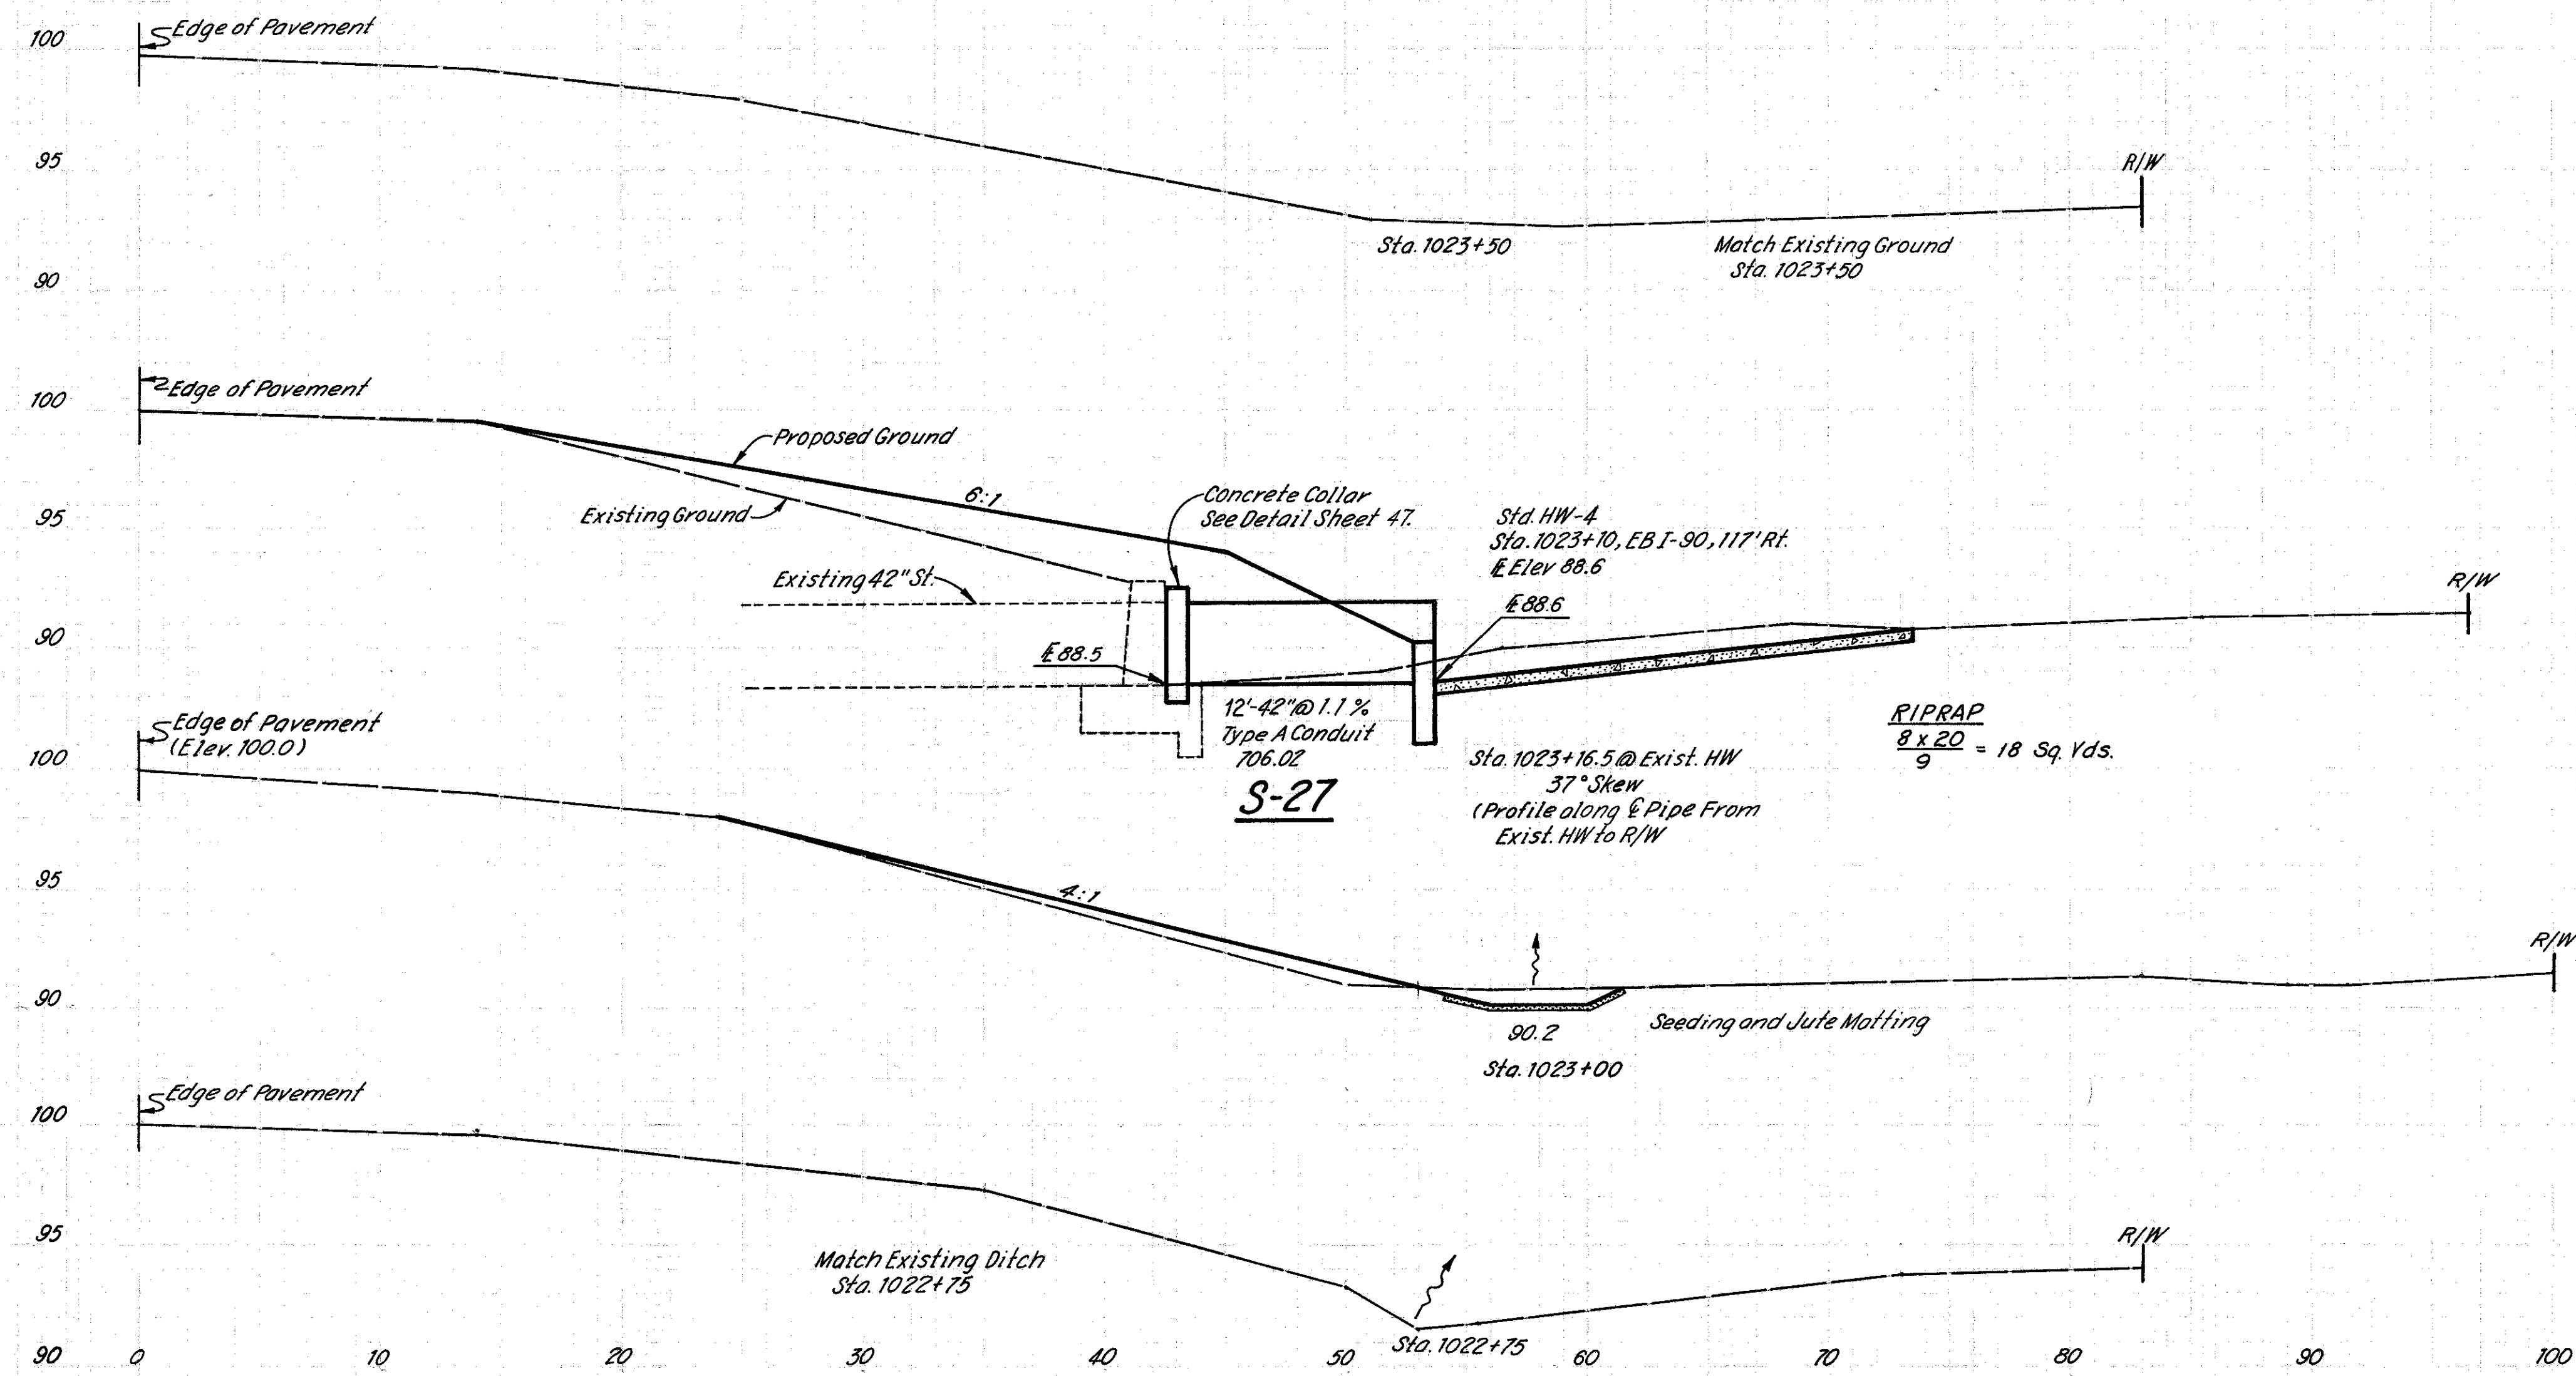 100
Edge of Pavement
95
R/W
Sta. 1023+50
Match Existing Ground
Sta. 1023+50
90
Edge of Pavement
100
Proposed Ground
6:1
Existing Ground
95
Concrete Collar
See Detail Sheet 47.
Std. HW-4
Sta. 1023+10, EB I-90, 117' Rt.
℄ Elev 88.6
Existing 42" St.
℄ 88.6
R/W
90
℄ 88.5
12'-42" @ 1.1 %
Type A Conduit
706.02
S-27
RIPRAP
8 x 20
9
= 18 Sq. Yds.
Sta. 1023+16.5 @ Exist. HW
37° Skew
(Profile along ℄ Pipe From
Exist. HW to R/W
Edge of Pavement
(Elev. 100.0)
100
95
4:1
R/W
90
90.2
Seeding and Jute Matting
Sta. 1023+00
Edge of Pavement
100
95
R/W
Match Existing Ditch
Sta. 1022+75
Sta. 1022+75
90
0
10
20
30
40
50
60
70
80
90
100